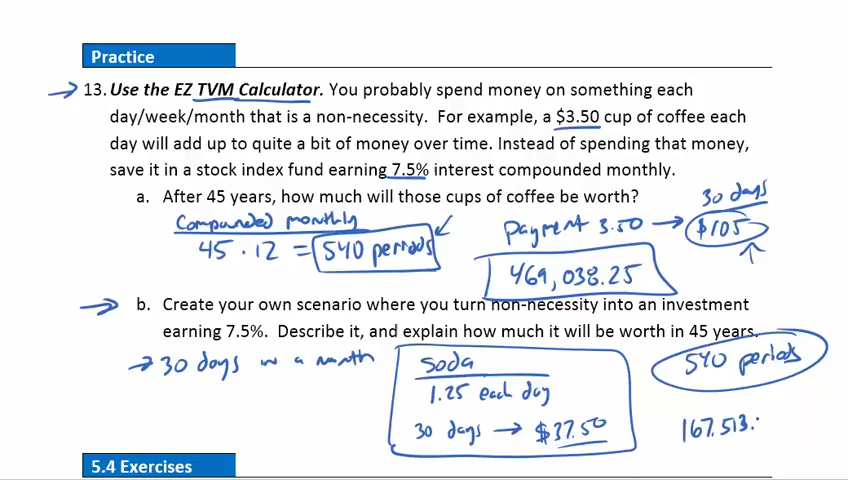 Practice
13. Use the EZ TVM Calculator. You probably spend money on something each
day/week/month that is a non-necessity. For example, a $3.50 cup of coffee each
day will add up to quite a bit of money over time. Instead of spending that money,
save it in a stock index fund earning 7.5% interest compounded monthly.
a. After 45 years, how much will those cups of coffee be worth?
30 days
Compounded monthly
Payment 3.50 → $105
45 · 12 = 540 periods
469,038.25
b. Create your own scenario where you turn non-necessity into an investment
earning 7.5%. Describe it, and explain how much it will be worth in 45 years.
→ 30 days in a month
soda
540 periods
1.25 each day
30 days → $37.50
167,513.
5.4 Exercises